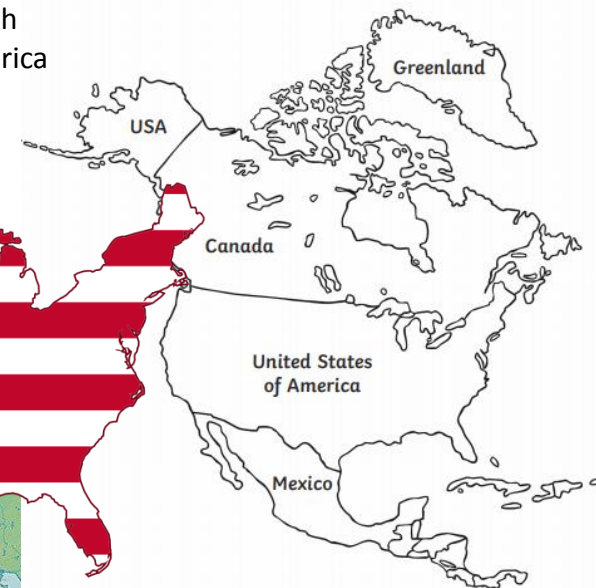 h
rica
Greenland
USA
Canada
United States
of America
Mexico